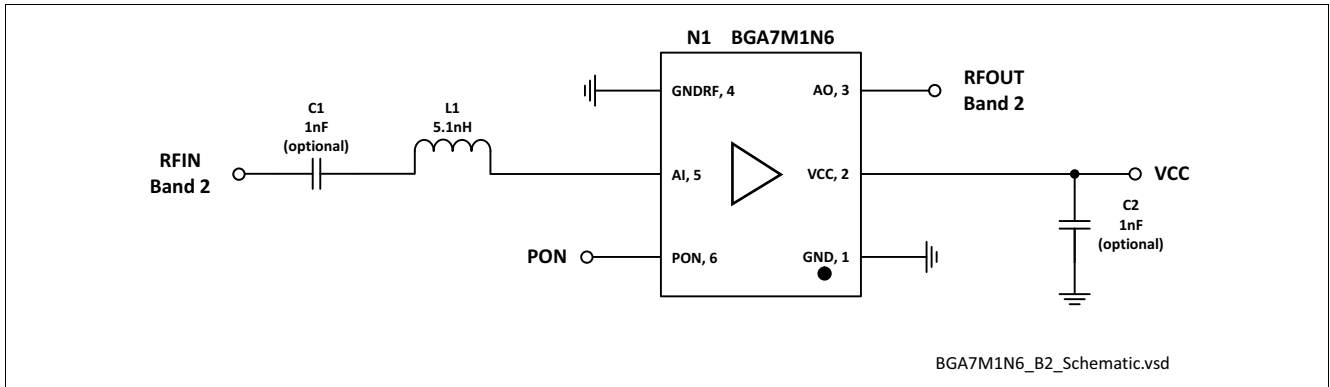 N1 BGA7M1N6
GNDRF, 4
AO, 3
RFOUT
Band 2
C1
1nF
(optional)
L1
5.1nH
RFIN
Band 2
AI, 5
VCC, 2
VCC
C2
1nF
(optional)
PON
PON, 6
GND, 1
BGA7M1N6_B2_Schematic.vsd